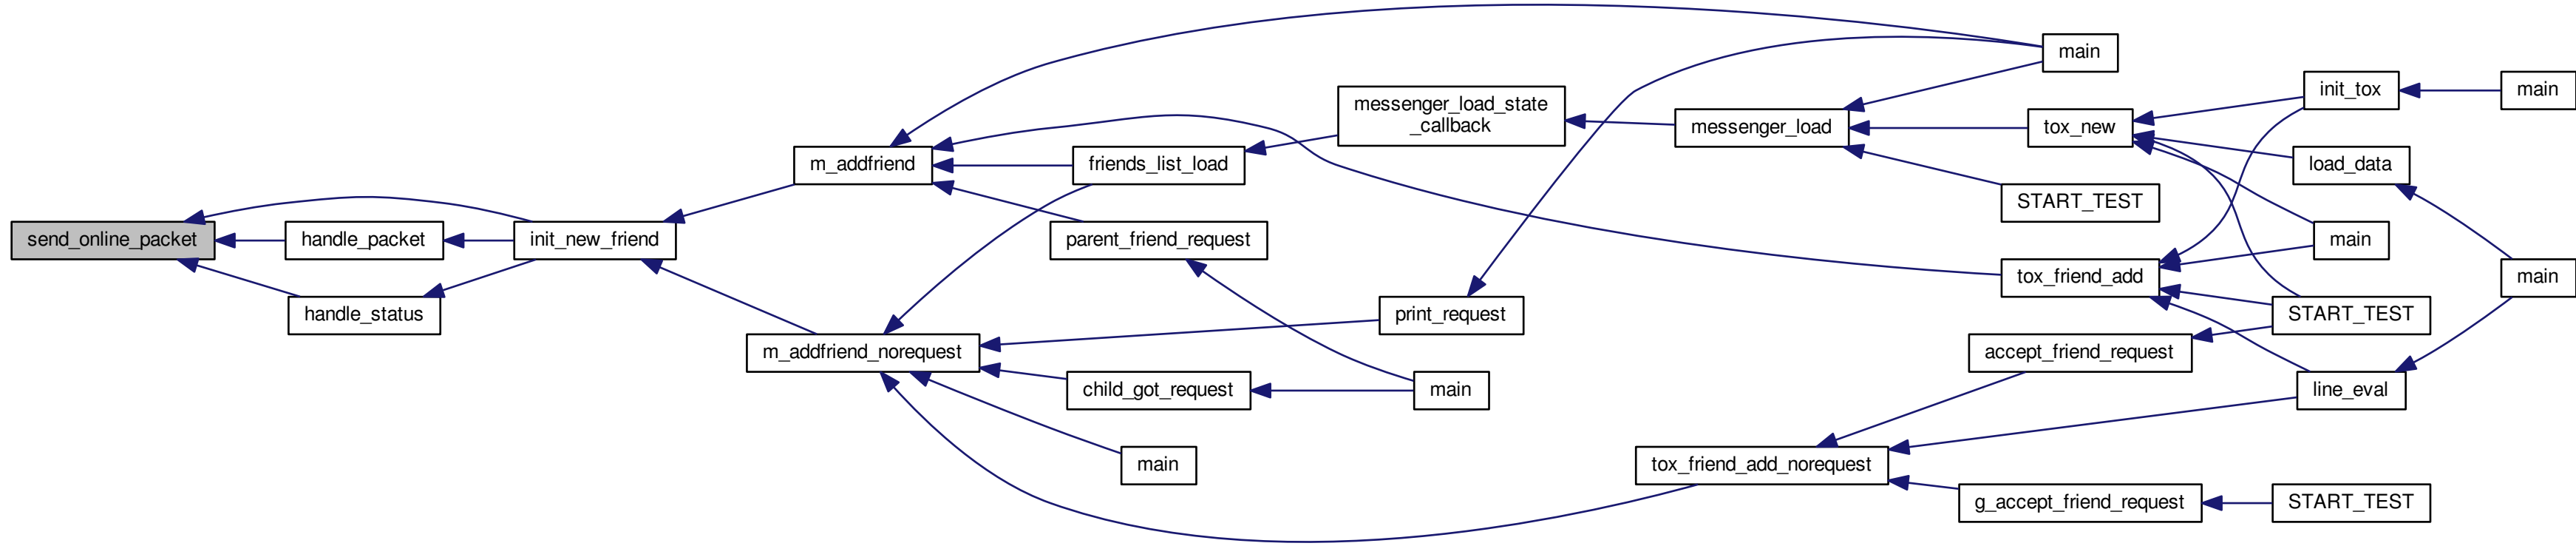 main
init_tox
main
messenger_load_state
_callback
messenger_load
tox_new
m_addfriend
friends_list_load
load_data
START_TEST
send_online_packet
handle_packet
init_new_friend
parent_friend_request
main
tox_friend_add
main
handle_status
print_request
START_TEST
m_addfriend_norequest
accept_friend_request
child_got_request
main
line_eval
main
tox_friend_add_norequest
g_accept_friend_request
START_TEST